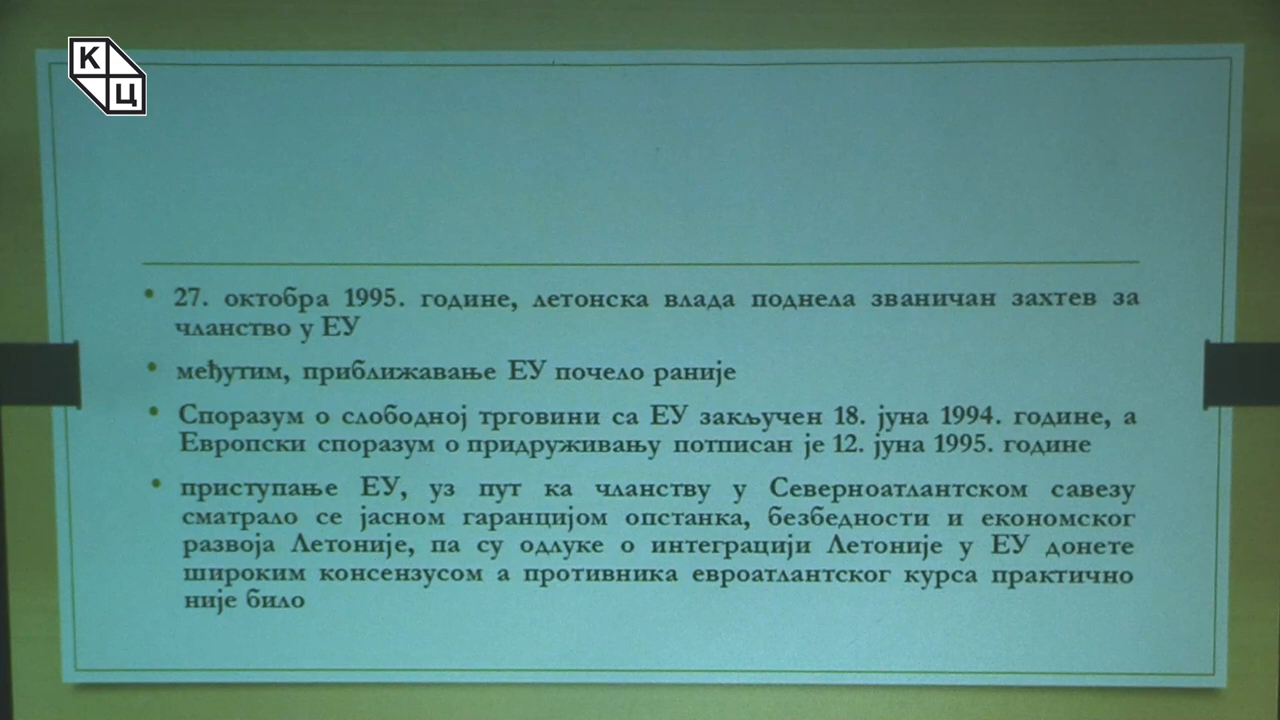 К
Ц
27. октобра 1995. године, летонска влада поднела званичан захтев за
чланство у ЕУ
међутим, приближавање ЕУ почело раније
Споразум о слободној трговини са ЕУ закључен 18. јуна 1994. године, а
Европски споразум о придруживању потписан је 12. јуна 1995. године
приступање ЕУ, уз пут ка чланству у Северноатлантском савезу
сматрало се јасном гаранцијом опстанка, безбедности и економског
развоја Летоније, па су одлуке о интеграцији Летоније у ЕУ донете
широким консензусом а противника евроатлантског курса практично
није било